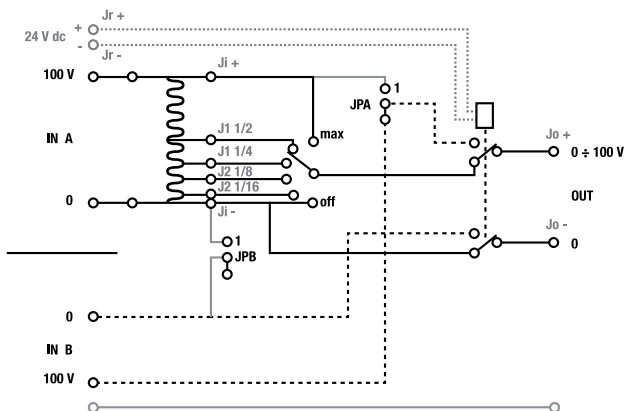 Jr +
24 V dc
+
-
Jr -
100 V
Ji +
1
JPA
IN A
J1 1/2
max
Jo +
0 ÷ 100 V
J1 1/4
J2 1/8
J2 1/16
OUT
0
off
Ji -
Jo -
1
0
JPB
0
IN B
100 V